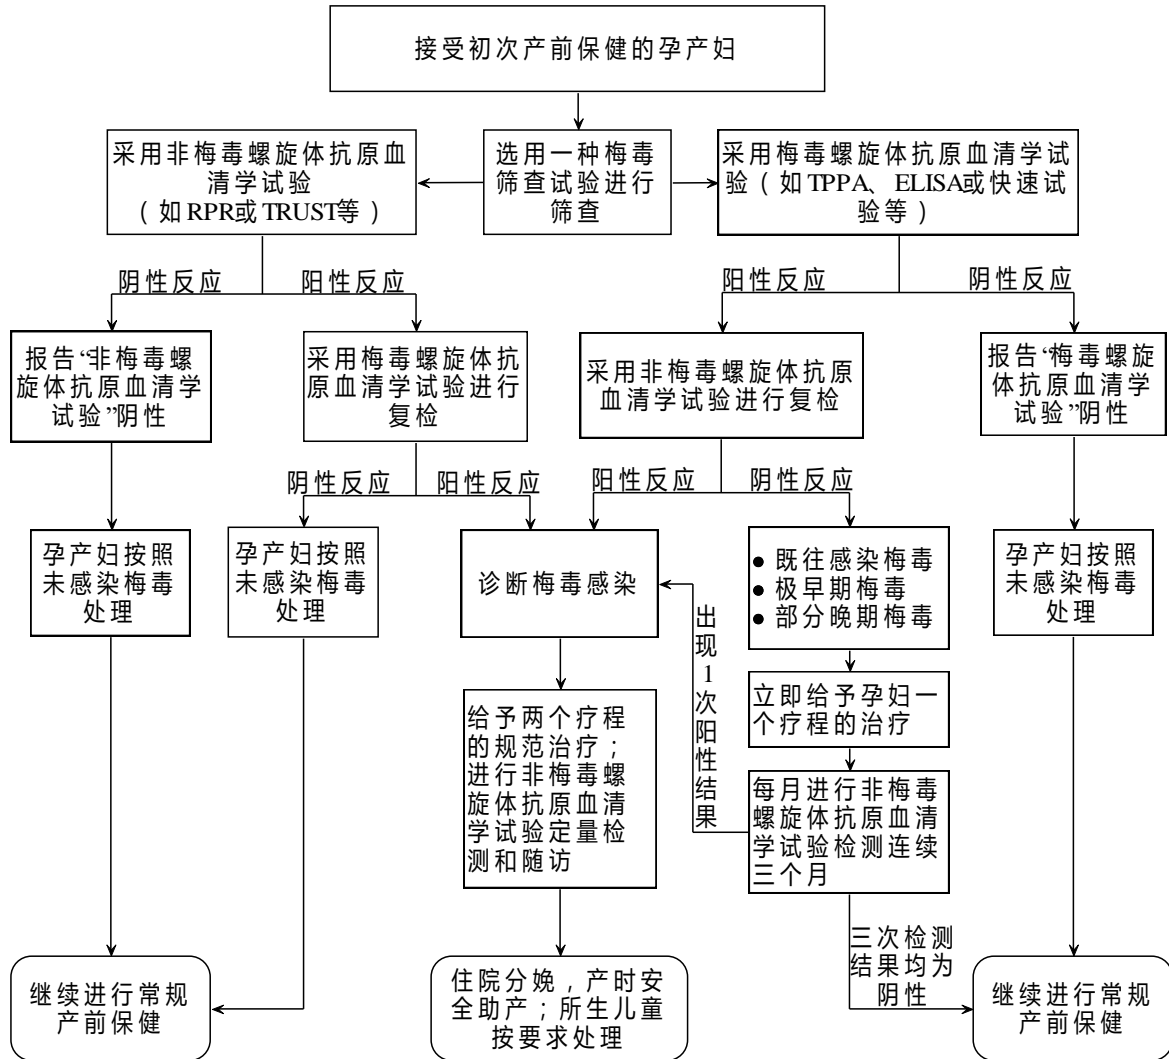 接受初次产前保健的孕产妇
采用非梅毒螺旋体抗原血
清学试验
（如RPR或TRUST等）
选用一种梅毒
筛查试验进行
筛查
采用梅毒螺旋体抗原血清学试
验（如TPPA、ELISA或快速试
验等）
阴性反应
阳性反应
阳性反应
阴性反应
报告“非梅毒螺
旋体抗原血清学
试验”阴性
采用梅毒螺旋体抗
原血清学试验进行
复检
采用非梅毒螺旋体抗原
血清学试验进行复检
报告“梅毒螺旋
体抗原血清学
试验”阴性
阴性反应
阳性反应
阳性反应
阴性反应
孕产妇按照
未感染梅毒
处理
孕产妇按照
未感染梅毒
处理
诊断梅毒感染
● 既往感染梅毒
● 极早期梅毒
● 部分晚期梅毒
孕产妇按照
未感染梅毒
处理
出现1次阳性结果
立即给予孕妇一
个疗程的治疗
给予两个疗程
的规范治疗；
进行非梅毒螺
旋体抗原血清
学试验定量检
测和随访
每月进行非梅毒
螺旋体抗原血清
学试验检测连续
三个月
三次检测
结果均为
阴性
继续进行常规
产前保健
住院分娩，产时安
全助产；所生儿童
按要求处理
继续进行常规
产前保健